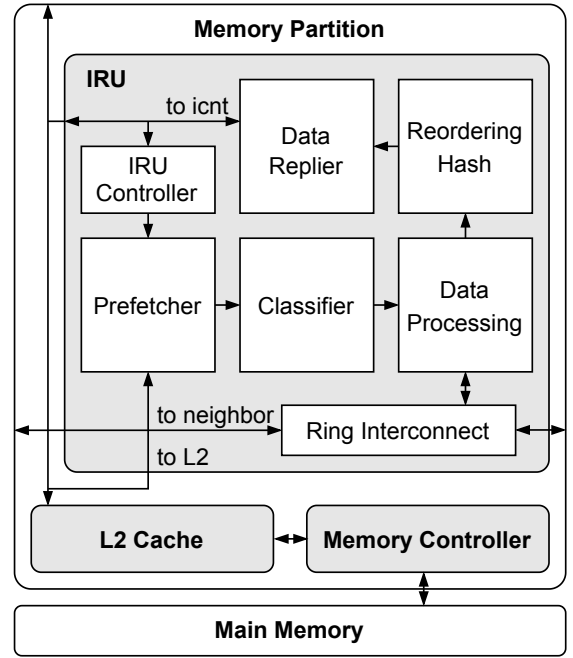 Memory Partition
IRU
to icnt
IRU
Controller
Data
Replier
Reordering
Hash
Prefetcher
Classifier
Data
Processing
to neighbor
Ring Interconnect
to L2
L2 Cache
Memory Controller
Main Memory